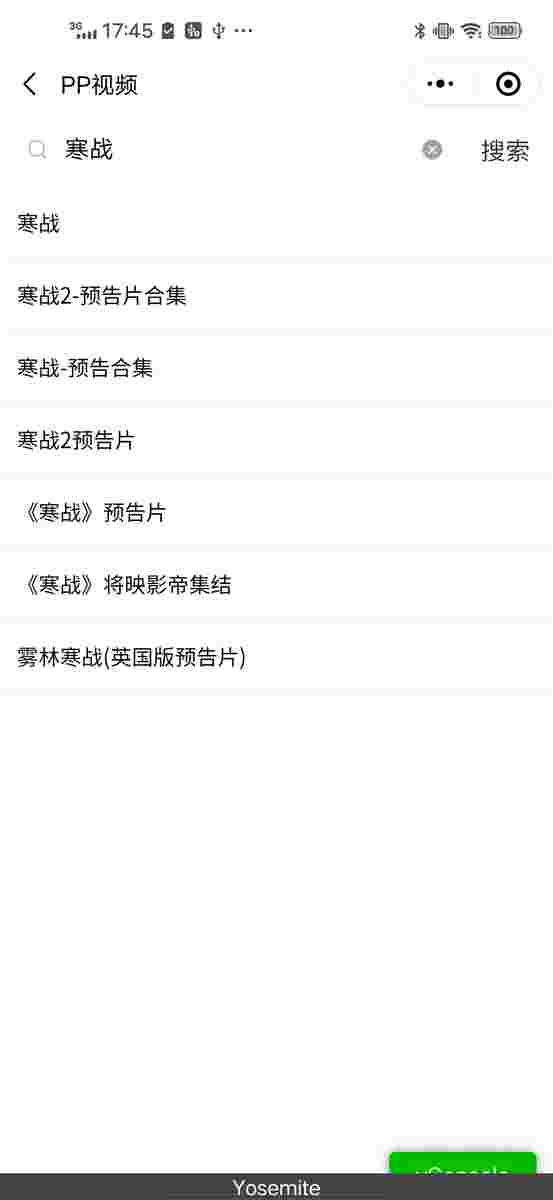 3G 17:45 100
PP视频
寒战 搜索
寒战
寒战2-预告片合集
寒战-预告合集
寒战2预告片
《寒战》预告片
《寒战》将映影帝集结
雾林寒战(英国版预告片)
vConsole
Yosemite